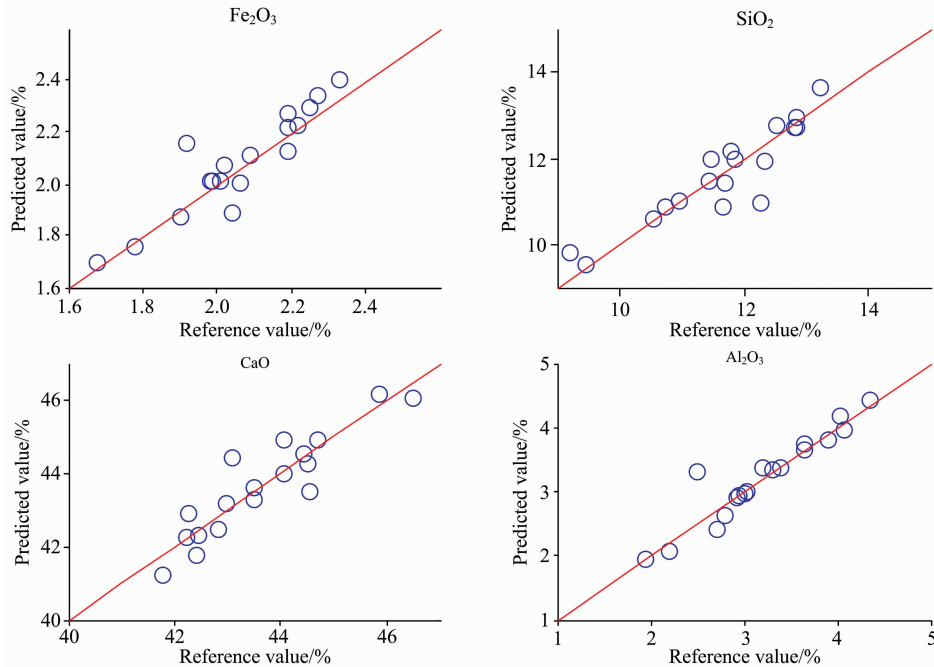 Fe₂O₃
Predicted value/%
2.4
2.2
2.0
1.8
1.6
1.6 1.8 2.0 2.2 2.4
Reference value/%
SiO₂
Predicted value/%
14
12
10
10 12 14
Reference value/%
CaO
Predicted value/%
46
44
42
40
40 42 44 46
Reference value/%
Al₂O₃
Predicted value/%
5
4
3
2
1
1 2 3 4 5
Reference value/%